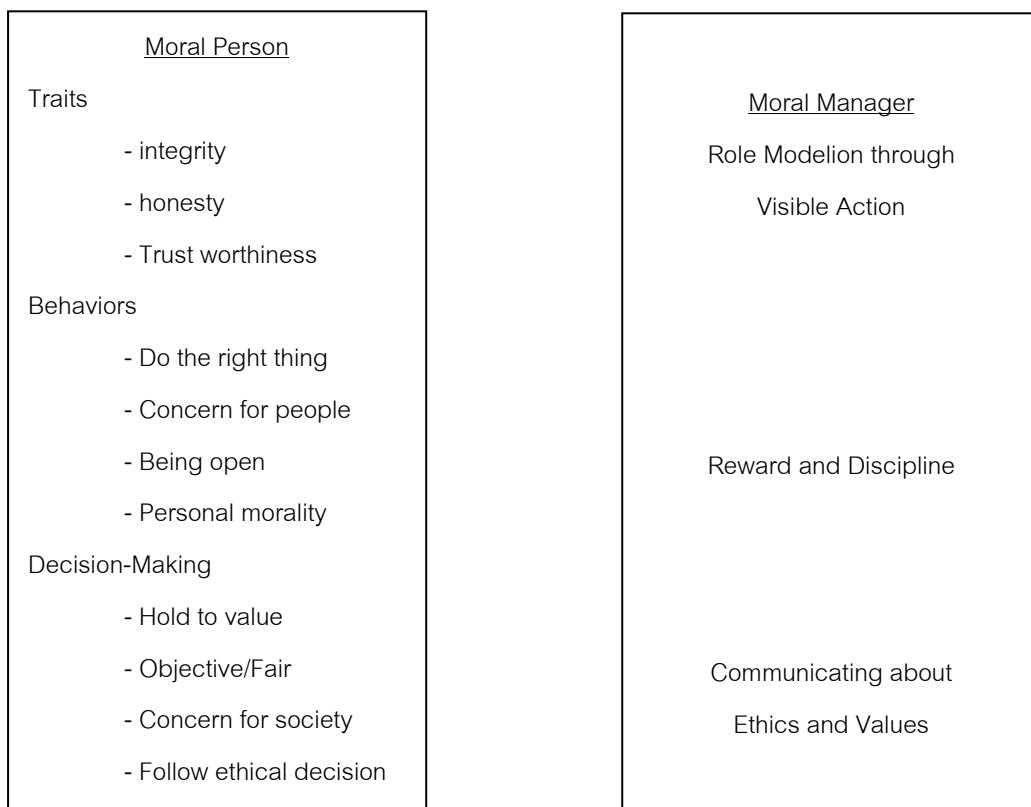 Moral Person
Traits
- integrity
- honesty
- Trust worthiness
Behaviors
- Do the right thing
- Concern for people
- Being open
- Personal morality
Decision-Making
- Hold to value
- Objective/Fair
- Concern for society
- Follow ethical decision
Moral Manager
Role Modelion through
Visible Action
Reward and Discipline
Communicating about
Ethics and Values